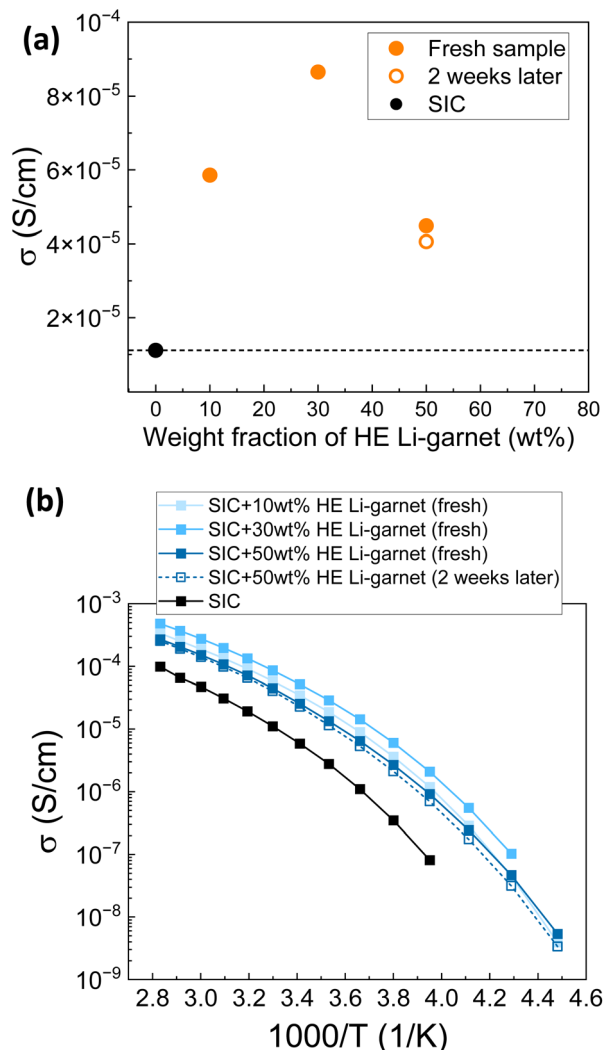 (a)
10⁻⁴
8×10⁻⁵
6×10⁻⁵
4×10⁻⁵
2×10⁻⁵
σ (S/cm)
Fresh sample
2 weeks later
SIC
0 10 20 30 40 50 60 70 80
Weight fraction of HE Li-garnet (wt%)
(b)
SIC+10wt% HE Li-garnet (fresh)
SIC+30wt% HE Li-garnet (fresh)
SIC+50wt% HE Li-garnet (fresh)
SIC+50wt% HE Li-garnet (2 weeks later)
SIC
10⁻³
10⁻⁴
10⁻⁵
10⁻⁶
10⁻⁷
10⁻⁸
10⁻⁹
σ (S/cm)
2.8 3.0 3.2 3.4 3.6 3.8 4.0 4.2 4.4 4.6
1000/T (1/K)